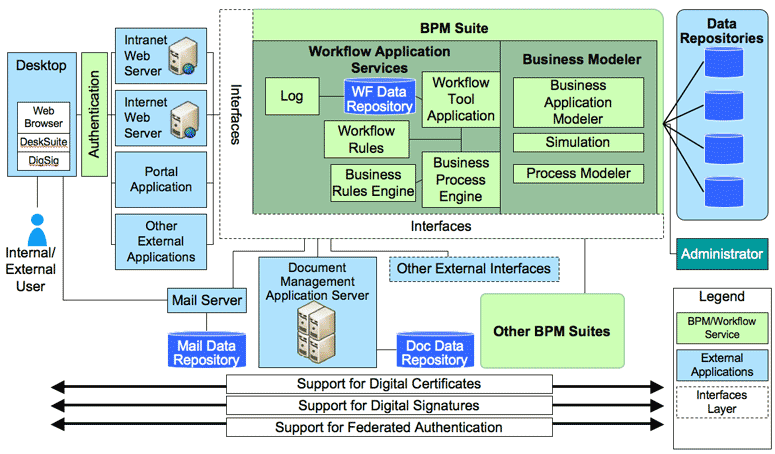 Desktop
Web
Browser
DeskSuite
DigSig
Internal/
External
User
Authentication
Intranet
Web
Server
Internet
Web
Server
Portal
Application
Other
External
Applications
Interfaces
BPM Suite
Workflow Application
Services
Log
WF Data
Repository
Workflow
Tool
Application
Workflow
Rules
Business
Rules Engine
Business
Process
Engine
Business Modeler
Business
Application
Modeler
Simulation
Process Modeler
Interfaces
Data
Repositories
Administrator
Mail Server
Mail Data
Repository
Document
Management
Application Server
Doc Data
Repository
Other External Interfaces
Other BPM Suites
Legend
BPM/Workflow
Service
External
Applications
Interfaces
Layer
Support for Digital Certificates
Support for Digital Signatures
Support for Federated Authentication